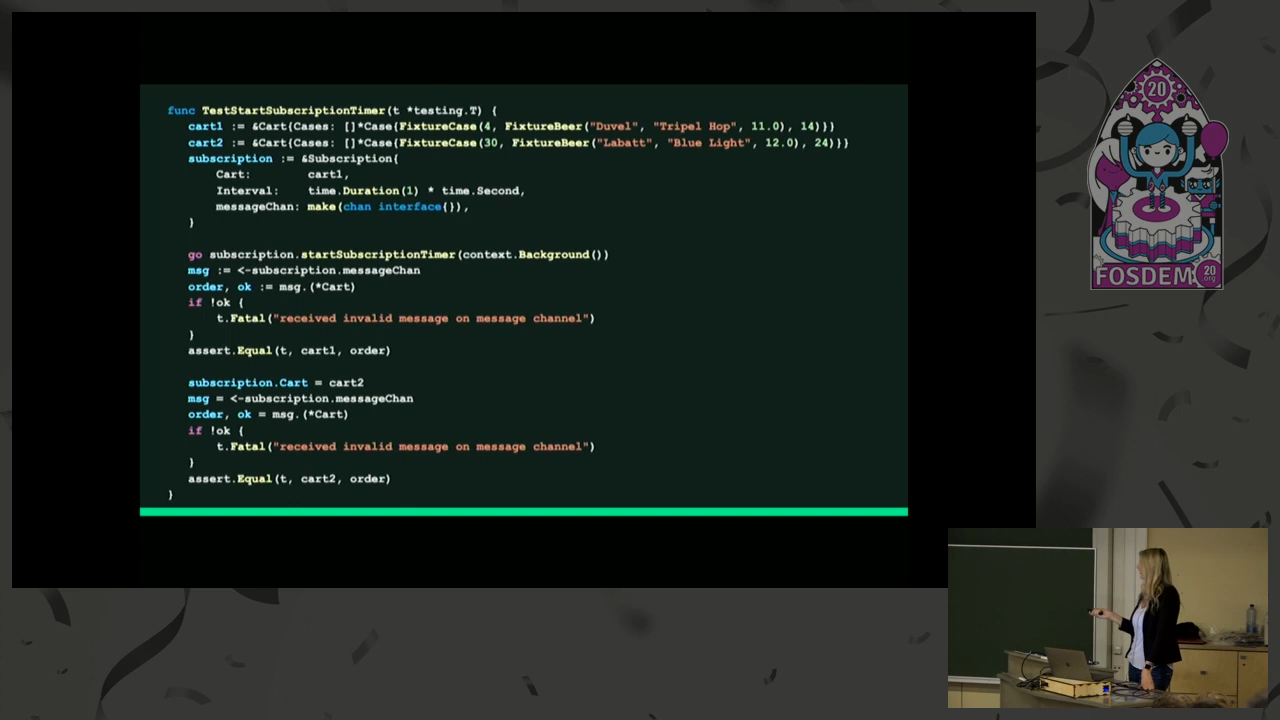 func TestStartSubscriptionTimer(t *testing.T) {
cart1 := &Cart{Cases: []*Case{FixtureCase(4, FixtureBeer("Duvel", "Tripel Hop", 11.0), 14)}}
cart2 := &Cart{Cases: []*Case{FixtureCase(30, FixtureBeer("Labatt", "Blue Light", 12.0), 24)}}
subscription := &Subscription{
Cart: cart1,
Interval: time.Duration(1) * time.Second,
messageChan: make(chan interface{}),
}
go subscription.startSubscriptionTimer(context.Background())
msg := <-subscription.messageChan
order, ok := msg.(*Cart)
if !ok {
t.Fatal("received invalid message on message channel")
}
assert.Equal(t, cart1, order)
subscription.Cart = cart2
msg = <-subscription.messageChan
order, ok = msg.(*Cart)
if !ok {
t.Fatal("received invalid message on message channel")
}
assert.Equal(t, cart2, order)
}
20
FOSDEM
20
.org